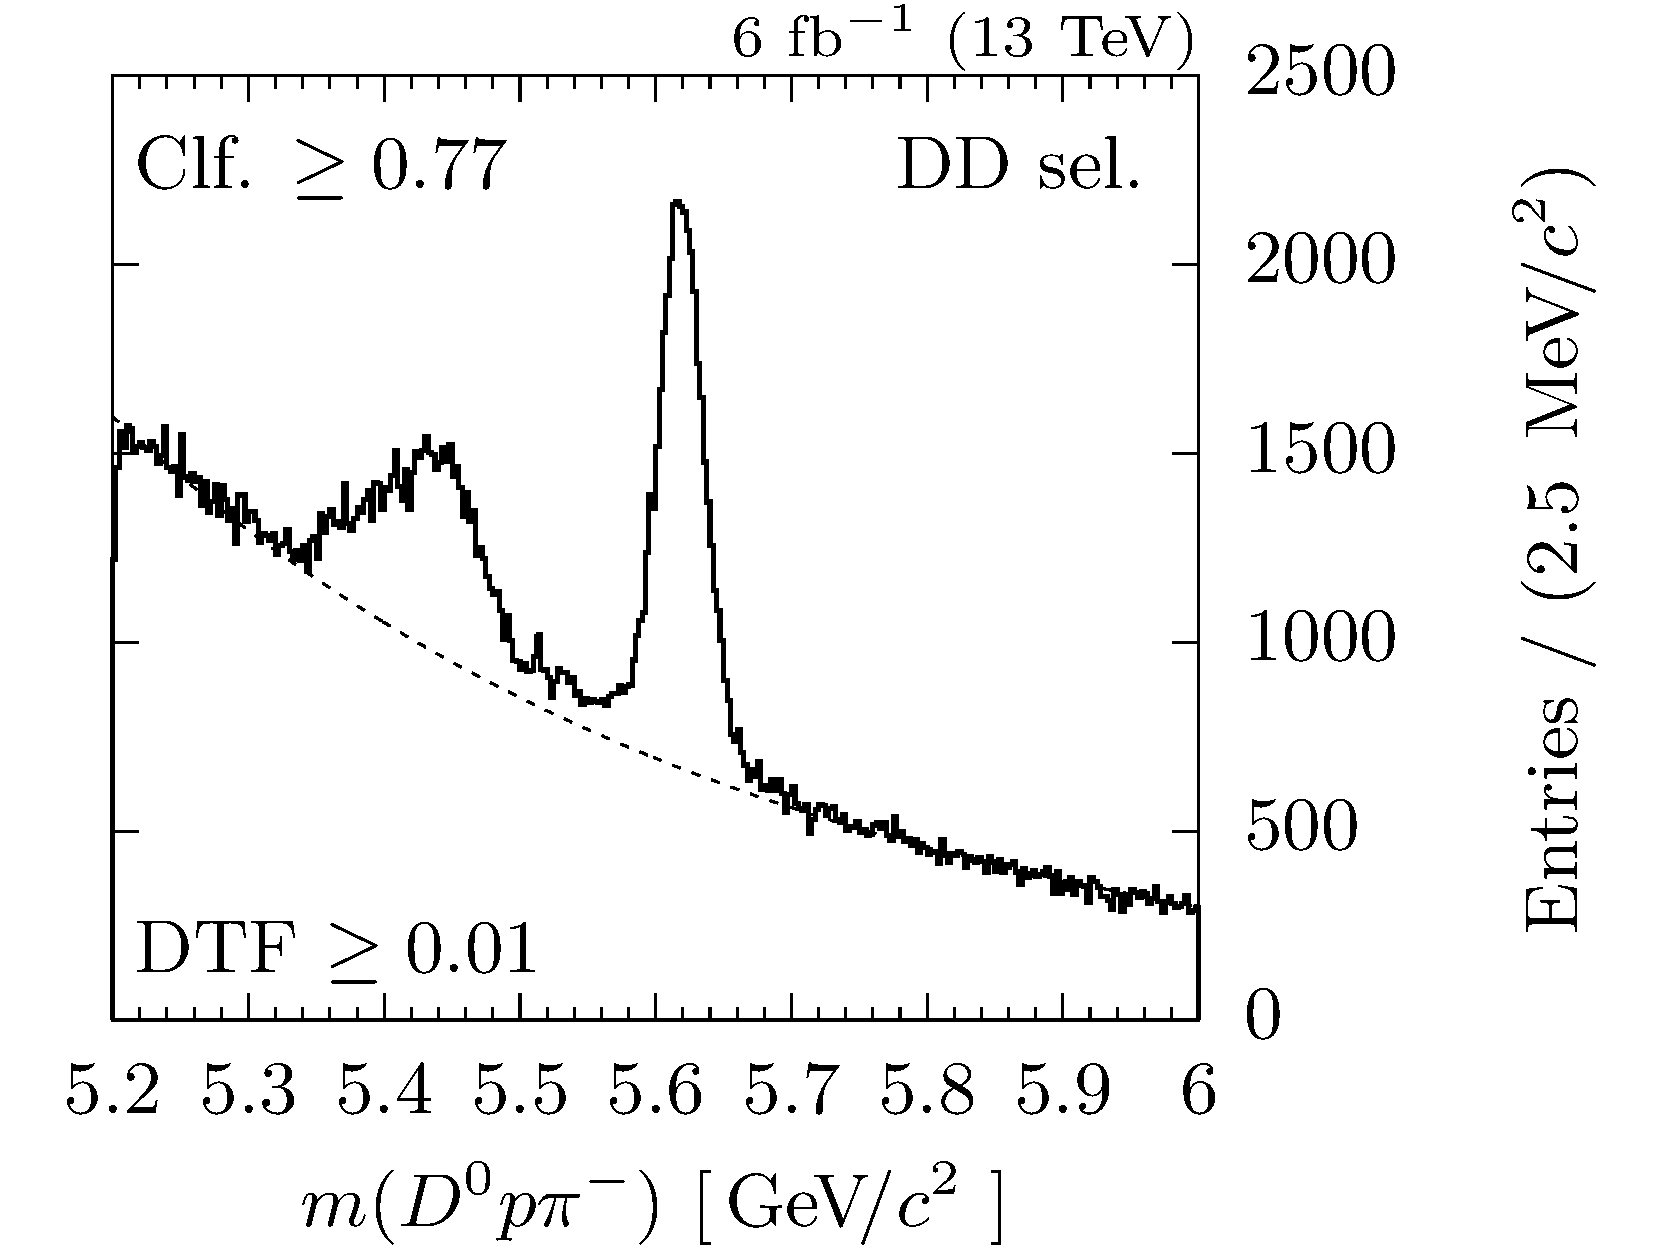 6 fb⁻¹ (13 TeV)
Clf. ≥ 0.77
DD sel.
DTF ≥ 0.01
2500
2000
1500
1000
500
0
Entries / (2.5 MeV/c²)
5.2 5.3 5.4 5.5 5.6 5.7 5.8 5.9 6
m(D⁰pπ⁻) [ GeV/c² ]